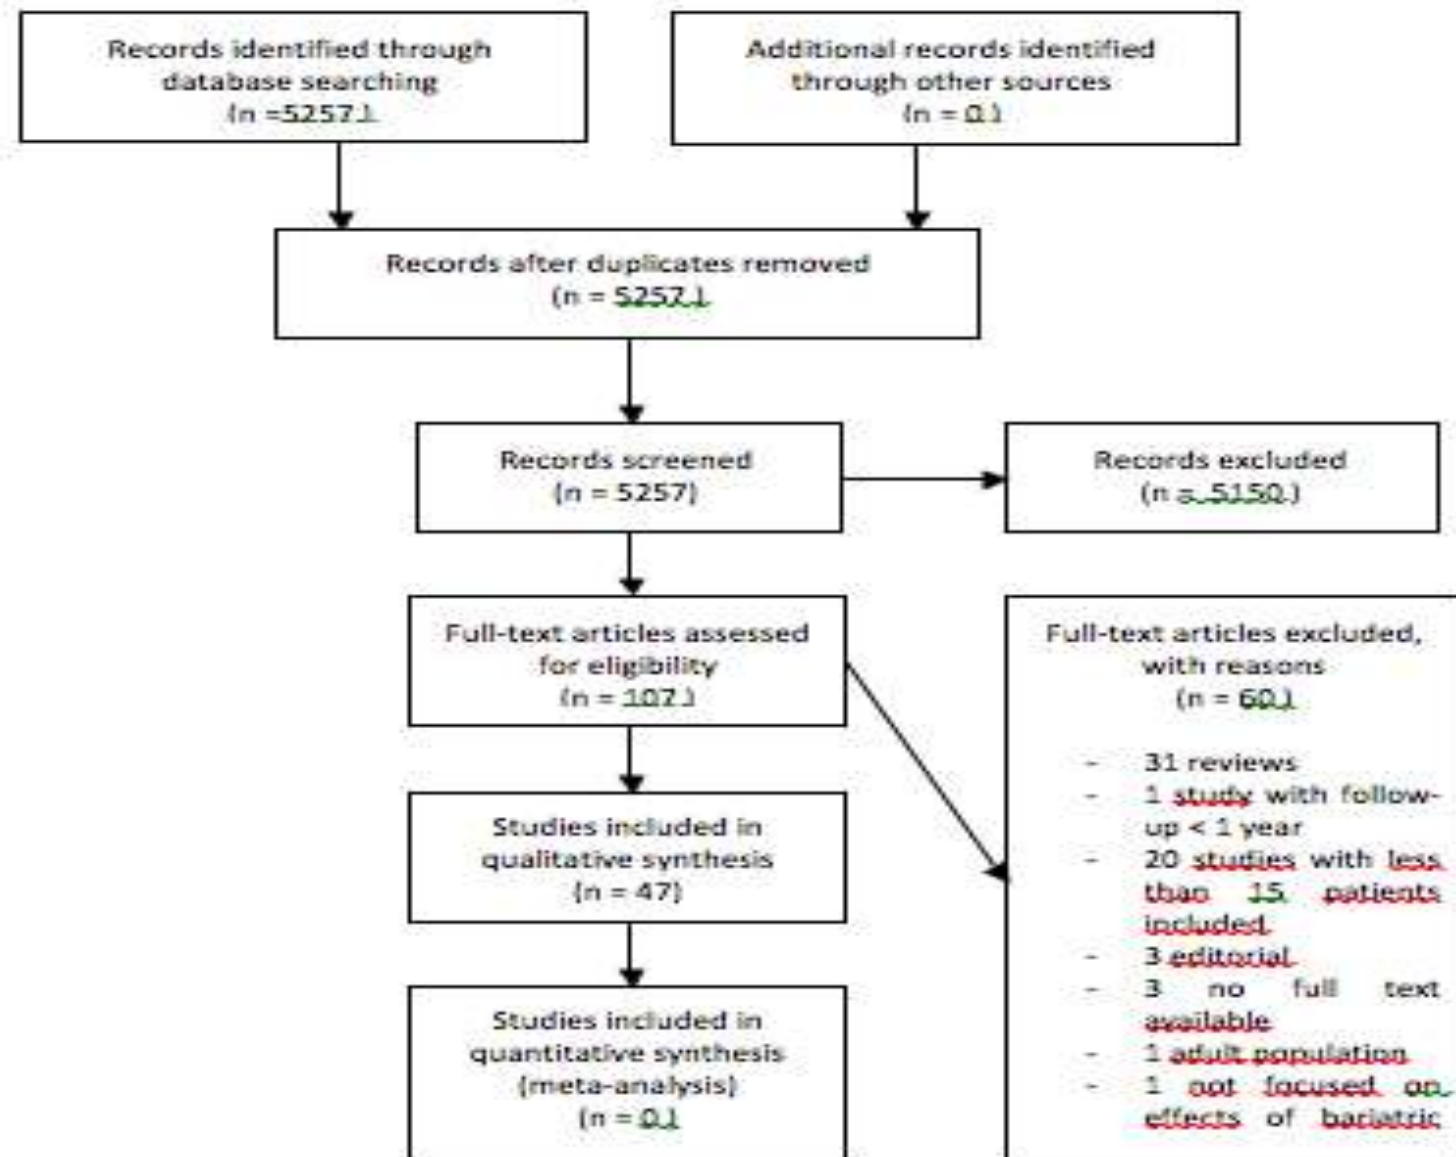 Records identified through
database searching
(n =5257 )
Additional records identified
through other sources
(n = 0 )
Records after duplicates removed
(n = 5257 )
Records screened
(n = 5257)
Records excluded
(n = 5150 )
Full-text articles assessed
for eligibility
(n = 107 )
Full-text articles excluded,
with reasons
(n = 60 )
- 31 reviews
- 1 study with follow-
up < 1 year
- 20 studies with less
than 15 patients
included
- 3 editorial
- 3 no full text
available
- 1 adult population
- 1 not focused on
effects of bariatric
Studies included in
qualitative synthesis
(n = 47)
Studies included in
quantitative synthesis
(meta-analysis)
(n = 0 )